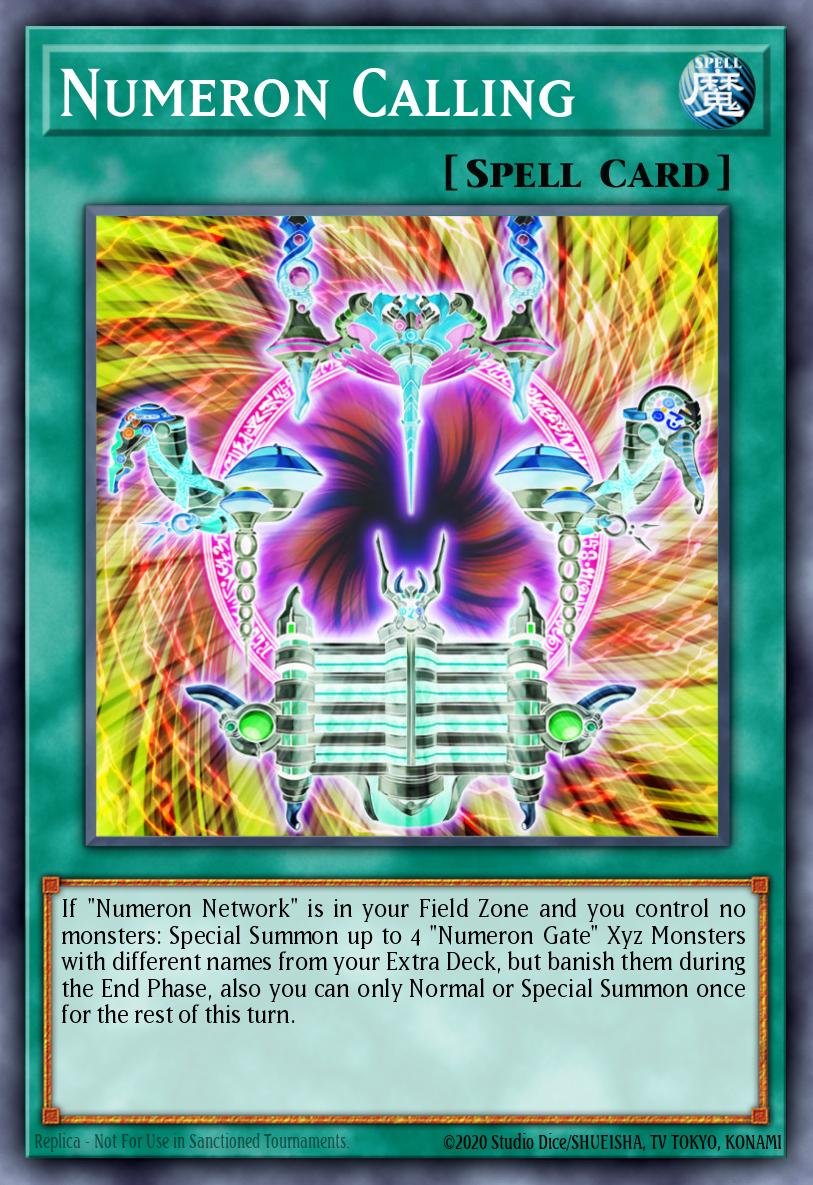 Numeron Calling
SPELL
魔
[ Spell Card ]
If "Numeron Network" is in your Field Zone and you control no
monsters: Special Summon up to 4 "Numeron Gate" Xyz Monsters
with different names from your Extra Deck, but banish them during
the End Phase, also you can only Normal or Special Summon once
for the rest of this turn.
Replica - Not For Use in Sanctioned Tournaments.
©2020 Studio Dice/SHUEISHA, TV TOKYO, KONAMI